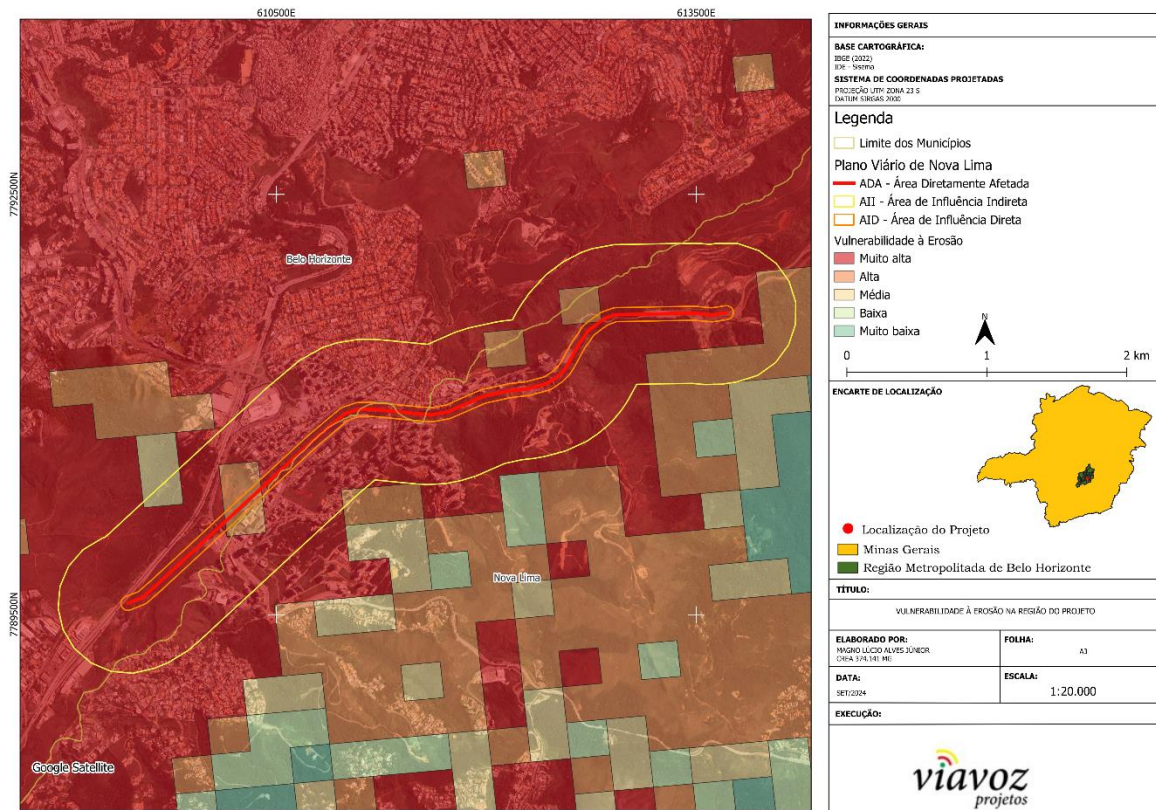 610500E
613500E
7792500N
7789500N
Belo Horizonte
Nova Lima
Google Satellite
INFORMAÇÕES GERAIS
BASE CARTOGRÁFICA:
IBGE (2022)
IDE - Sisema
SISTEMA DE COORDENADAS PROJETADAS
PROJEÇÃO UTM ZONA 23 S
DATUM SIRGAS 2000
Legenda
Limite dos Municípios
Plano Viário de Nova Lima
ADA - Área Diretamente Afetada
AII - Área de Influência Indireta
AID - Área de Influência Direta
Vulnerabilidade à Erosão
Muito alta
Alta
Média
Baixa
Muito baixa
N
0 1 2 km
ENCARTE DE LOCALIZAÇÃO
Localização do Projeto
Minas Gerais
Região Metropolitada de Belo Horizonte
TÍTULO:
VULNERABILIDADE À EROSÃO NA REGIÃO DO PROJETO
ELABORADO POR:
MAGNO LÚCIO ALVES JÚNIOR
CREA 374.141 MG
FOLHA:
A3
DATA:
SET/2024
ESCALA:
1:20.000
EXECUÇÃO:
viavoz
projetos